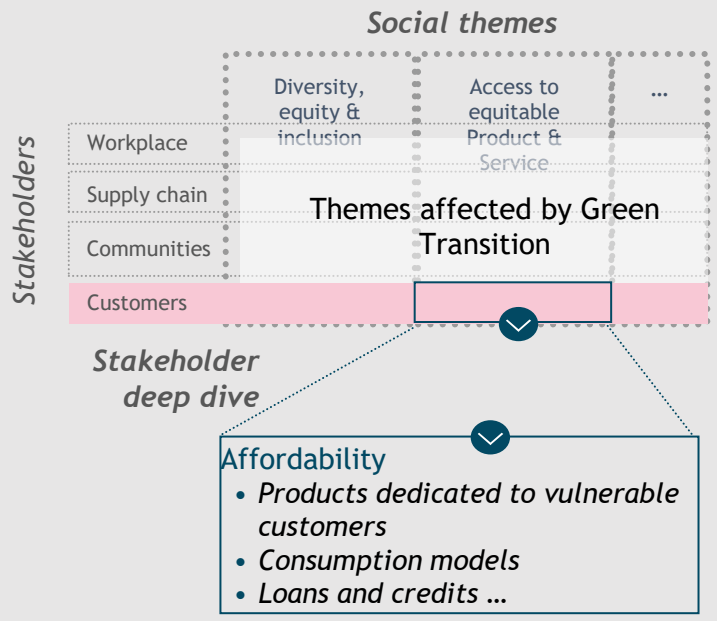 Social themes
Diversity,
equity &
inclusion
Access to
equitable
Product &
Service
...
Stakeholders
Workplace
Supply chain
Communities
Customers
Themes affected by Green
Transition
Stakeholder
deep dive
Affordability
• Products dedicated to vulnerable
customers
• Consumption models
• Loans and credits ...